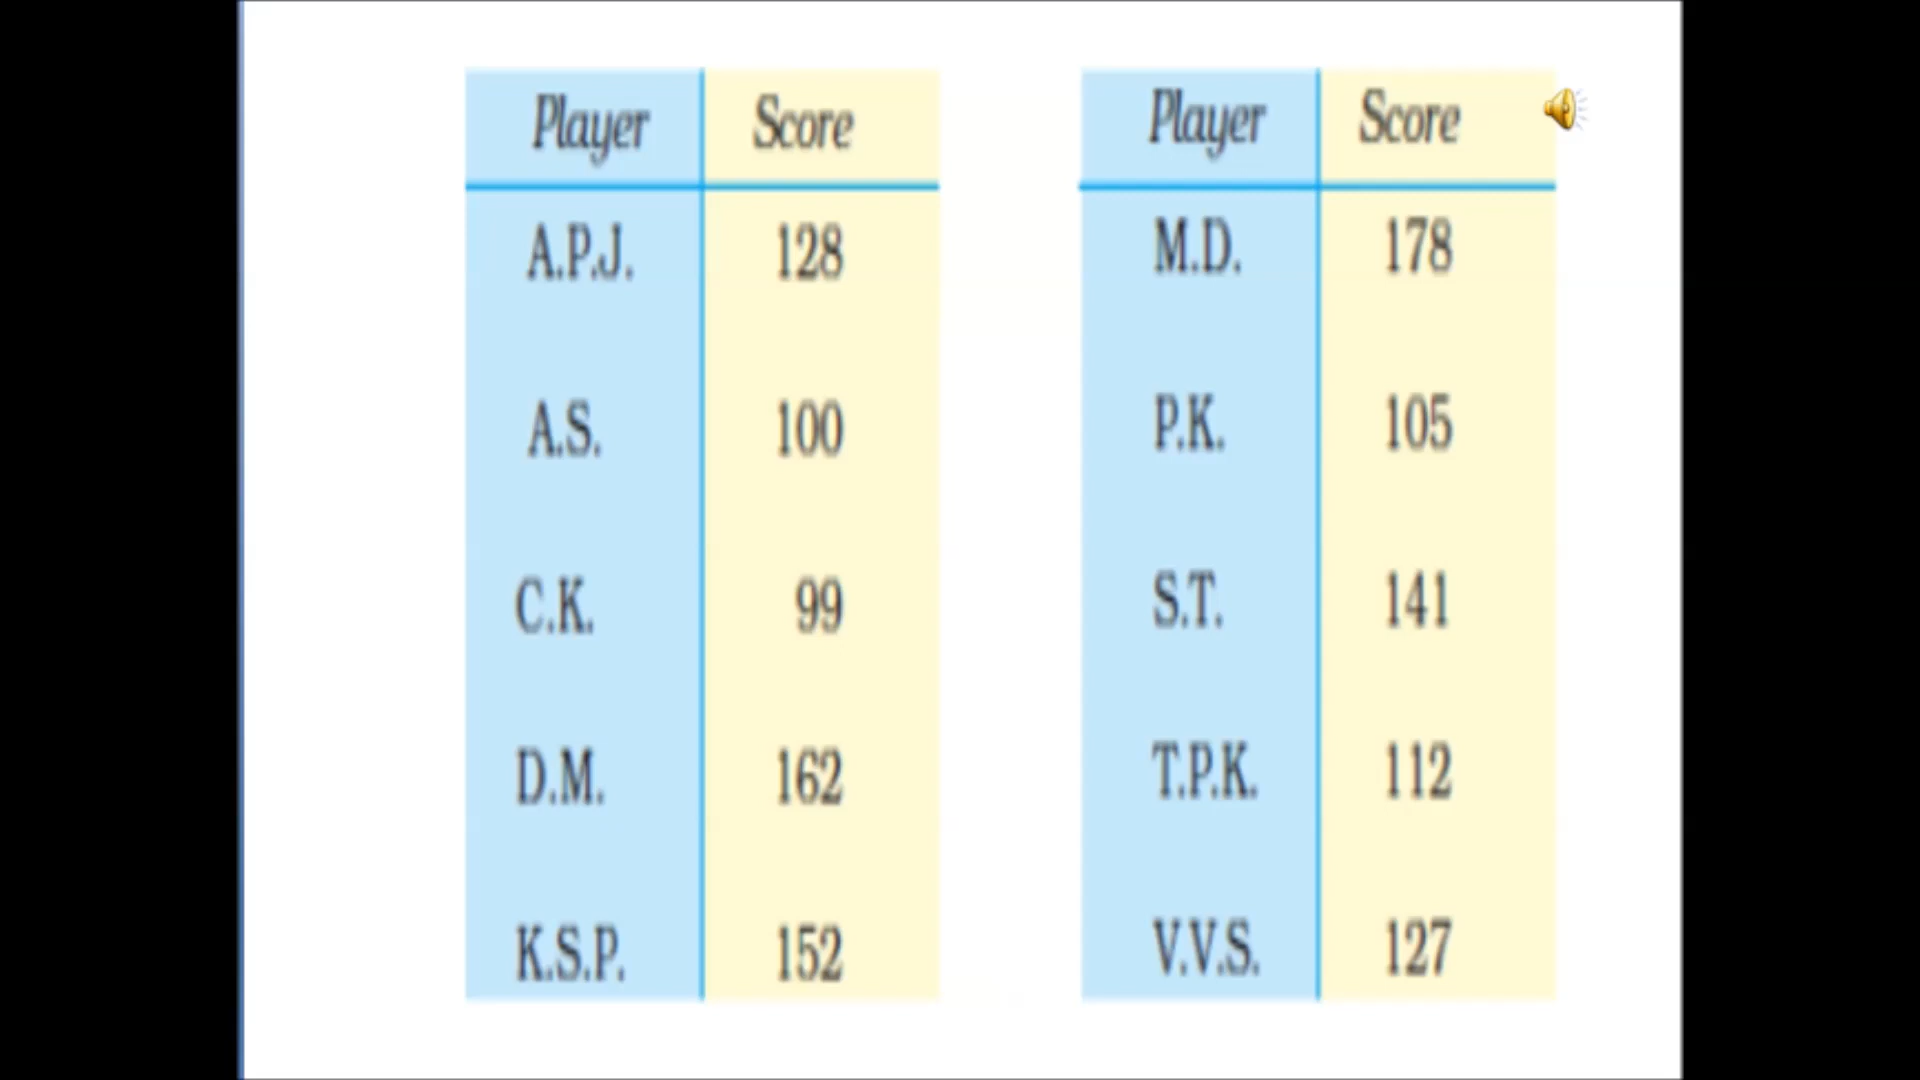 Player Score
A.P.J. 128
A.S. 100
C.K. 99
D.M. 162
K.S.P. 152
Player Score
M.D. 178
P.K. 105
S.T. 141
T.P.K. 112
V.V.S. 127